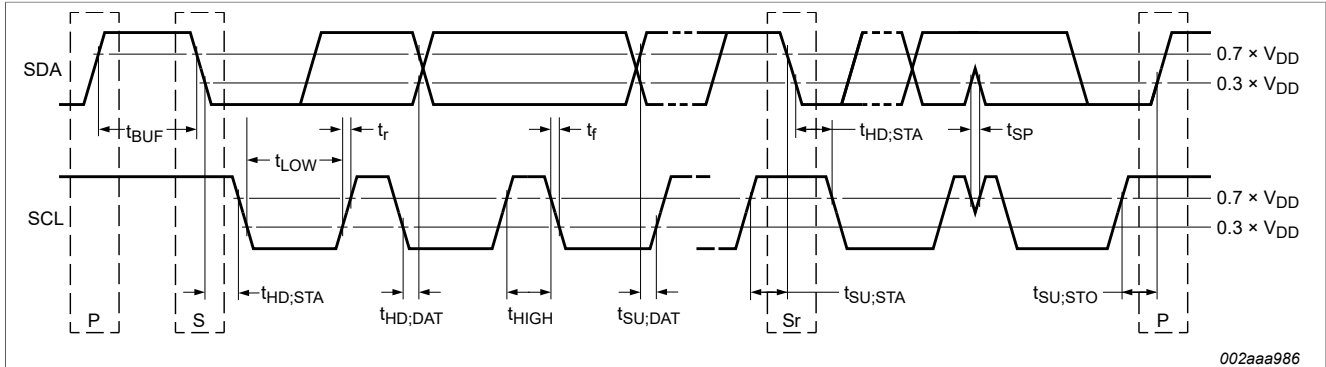 SDA
0.7 × VDD
0.3 × VDD
tBUF
tr
tf
tHD;STA
tSP
tLOW
SCL
0.7 × VDD
0.3 × VDD
tHD;STA
tHD;DAT
tHIGH
tSU;DAT
tSU;STA
tSU;STO
P
S
Sr
P
002aaa986